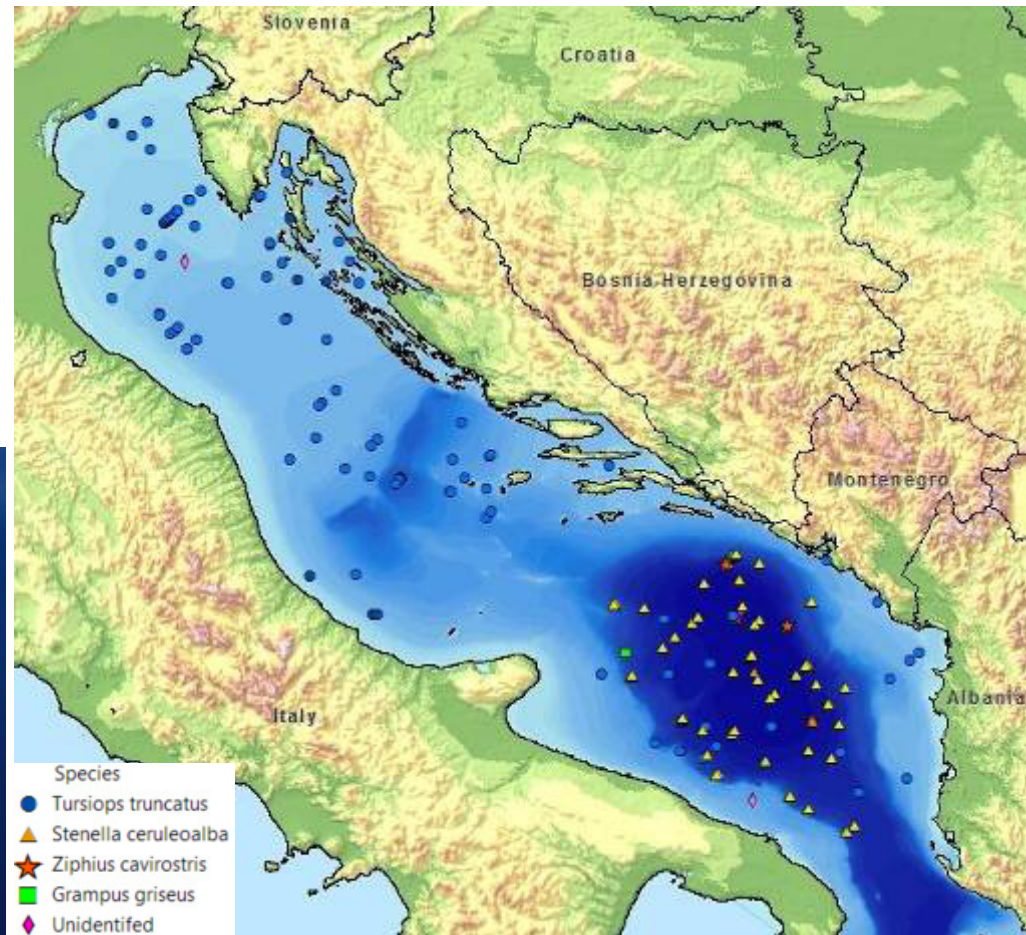 Slovenia
Croatia
Bosnia Herzegovina
Montenegro
Albania
Italy
Species
Tursiops truncatus
Stenella ceruleoalba
Ziphius cavirostris
Grampus griseus
Unidentifed